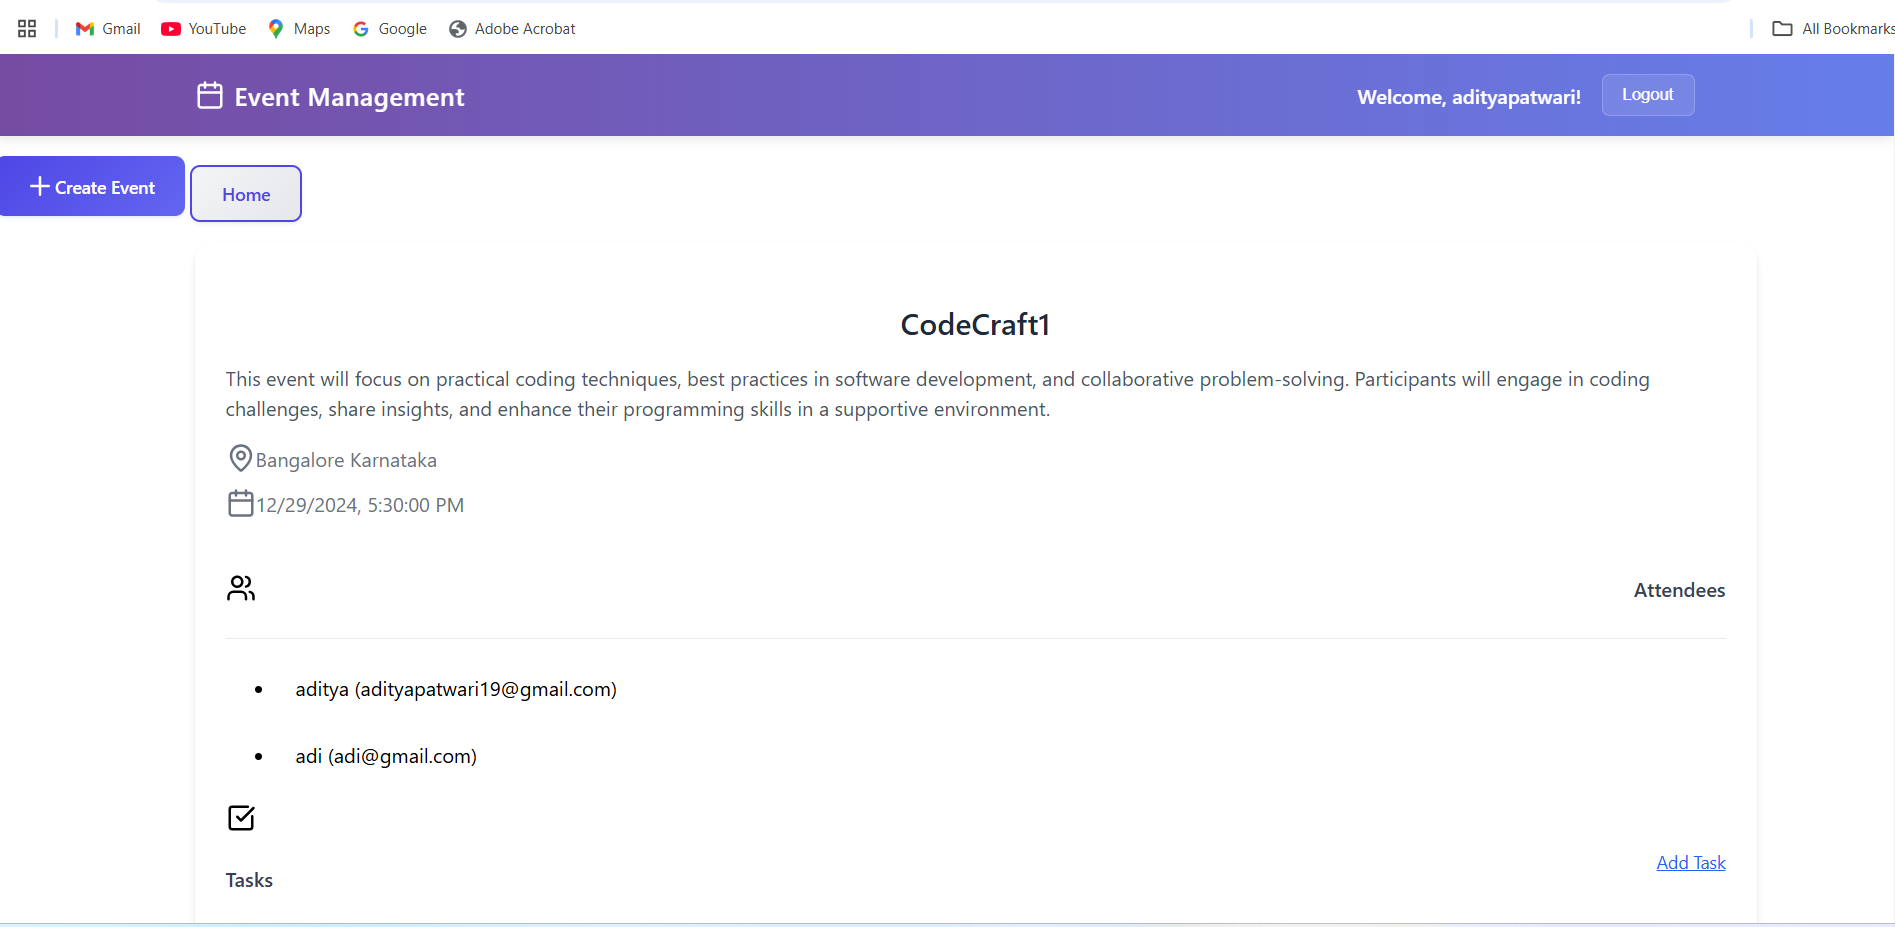 Gmail YouTube Maps Google Adobe Acrobat All Bookmarks
Event Management Welcome, adityapatwari! Logout
Create Event Home
CodeCraft1
This event will focus on practical coding techniques, best practices in software development, and collaborative problem-solving. Participants will engage in coding
challenges, share insights, and enhance their programming skills in a supportive environment.
Bangalore Karnataka
12/29/2024, 5:30:00 PM
Attendees
aditya (adityapatwari19@gmail.com)
adi (adi@gmail.com)
Add Task
Tasks